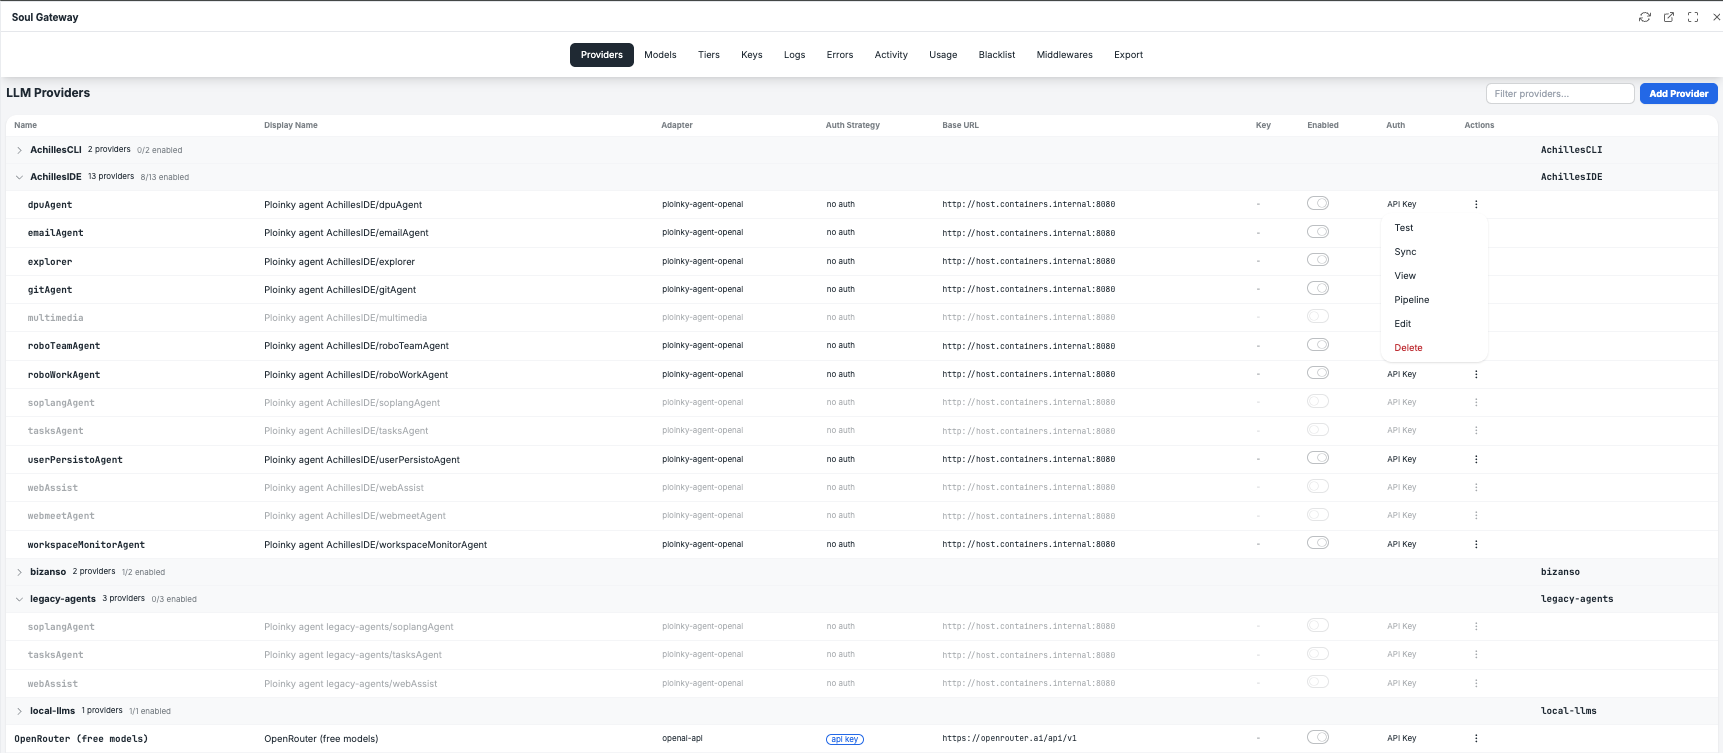 Soul Gateway
Providers Models Tiers Keys Logs Errors Activity Usage Blacklist Middlewares Export
LLM Providers Filter providers... Add Provider
Name Display Name Adapter Auth Strategy Base URL Key Enabled Auth Actions
AchillesCLI 2 providers 0/2 enabled AchillesCLI
AchillesIDE 13 providers 8/13 enabled AchillesIDE
dpuAgent Ploinky agent AchillesIDE/dpuAgent ploinky-agent-openai no auth http://host.containers.internal:8080 - API Key
Test
emailAgent Ploinky agent AchillesIDE/emailAgent ploinky-agent-openai no auth http://host.containers.internal:8080 -
Sync
explorer Ploinky agent AchillesIDE/explorer ploinky-agent-openai no auth http://host.containers.internal:8080 -
View
gitAgent Ploinky agent AchillesIDE/gitAgent ploinky-agent-openai no auth http://host.containers.internal:8080 -
Pipeline
multimedia Ploinky agent AchillesIDE/multimedia ploinky-agent-openai no auth http://host.containers.internal:8080 -
Edit
roboTeamAgent Ploinky agent AchillesIDE/roboTeamAgent ploinky-agent-openai no auth http://host.containers.internal:8080 -
Delete
roboWorkAgent Ploinky agent AchillesIDE/roboWorkAgent ploinky-agent-openai no auth http://host.containers.internal:8080 - API Key
soplangAgent Ploinky agent AchillesIDE/soplangAgent ploinky-agent-openai no auth http://host.containers.internal:8080 - API Key
tasksAgent Ploinky agent AchillesIDE/tasksAgent ploinky-agent-openai no auth http://host.containers.internal:8080 - API Key
userPersistoAgent Ploinky agent AchillesIDE/userPersistoAgent ploinky-agent-openai no auth http://host.containers.internal:8080 - API Key
webAssist Ploinky agent AchillesIDE/webAssist ploinky-agent-openai no auth http://host.containers.internal:8080 - API Key
webmeetAgent Ploinky agent AchillesIDE/webmeetAgent ploinky-agent-openai no auth http://host.containers.internal:8080 - API Key
workspaceMonitorAgent Ploinky agent AchillesIDE/workspaceMonitorAgent ploinky-agent-openai no auth http://host.containers.internal:8080 - API Key
bizanso 2 providers 1/2 enabled bizanso
legacy-agents 3 providers 0/3 enabled legacy-agents
soplangAgent Ploinky agent legacy-agents/soplangAgent ploinky-agent-openai no auth http://host.containers.internal:8080 - API Key
tasksAgent Ploinky agent legacy-agents/tasksAgent ploinky-agent-openai no auth http://host.containers.internal:8080 - API Key
webAssist Ploinky agent legacy-agents/webAssist ploinky-agent-openai no auth http://host.containers.internal:8080 - API Key
local-llms 1 providers 1/1 enabled local-llms
OpenRouter (free models) OpenRouter (free models) openai-api api key https://openrouter.ai/api/v1 - API Key